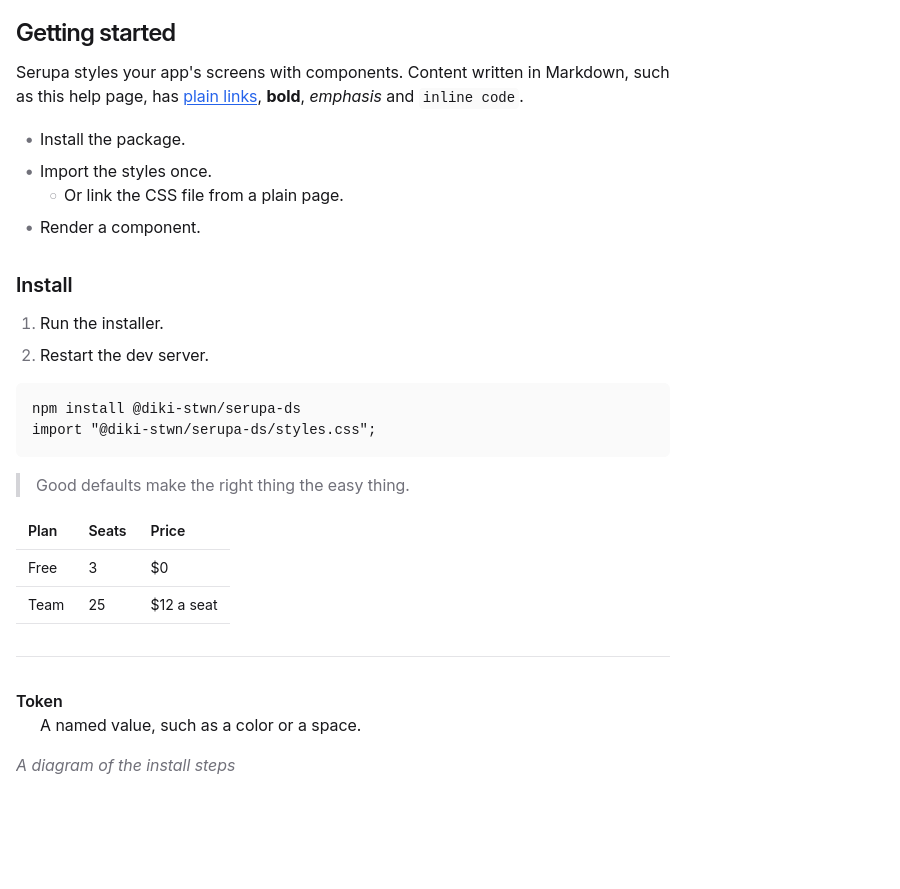 Getting started
Serupa styles your app's screens with components. Content written in Markdown, such
as this help page, has plain links, bold, emphasis and inline code.
• Install the package.
• Import the styles once.
○ Or link the CSS file from a plain page.
• Render a component.
Install
1. Run the installer.
2. Restart the dev server.
npm install @diki-stwn/serupa-ds
import "@diki-stwn/serupa-ds/styles.css";
Good defaults make the right thing the easy thing.
Plan Seats Price
Free 3 $0
Team 25 $12 a seat
Token
A named value, such as a color or a space.
A diagram of the install steps